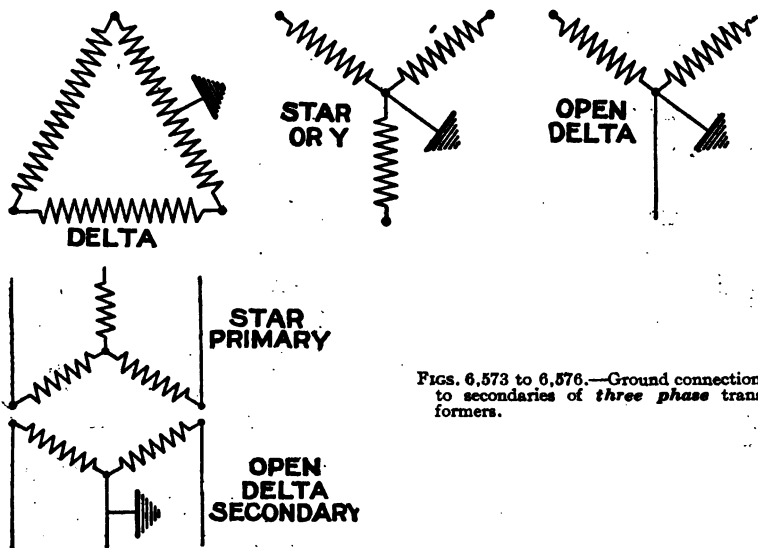 DELTA
STAR
OR Y
OPEN
DELTA
STAR
PRIMARY
OPEN
DELTA
SECONDARY
FIGS. 6,573 to 6,576.—Ground connection
to secondaries of three phase trans
formers.